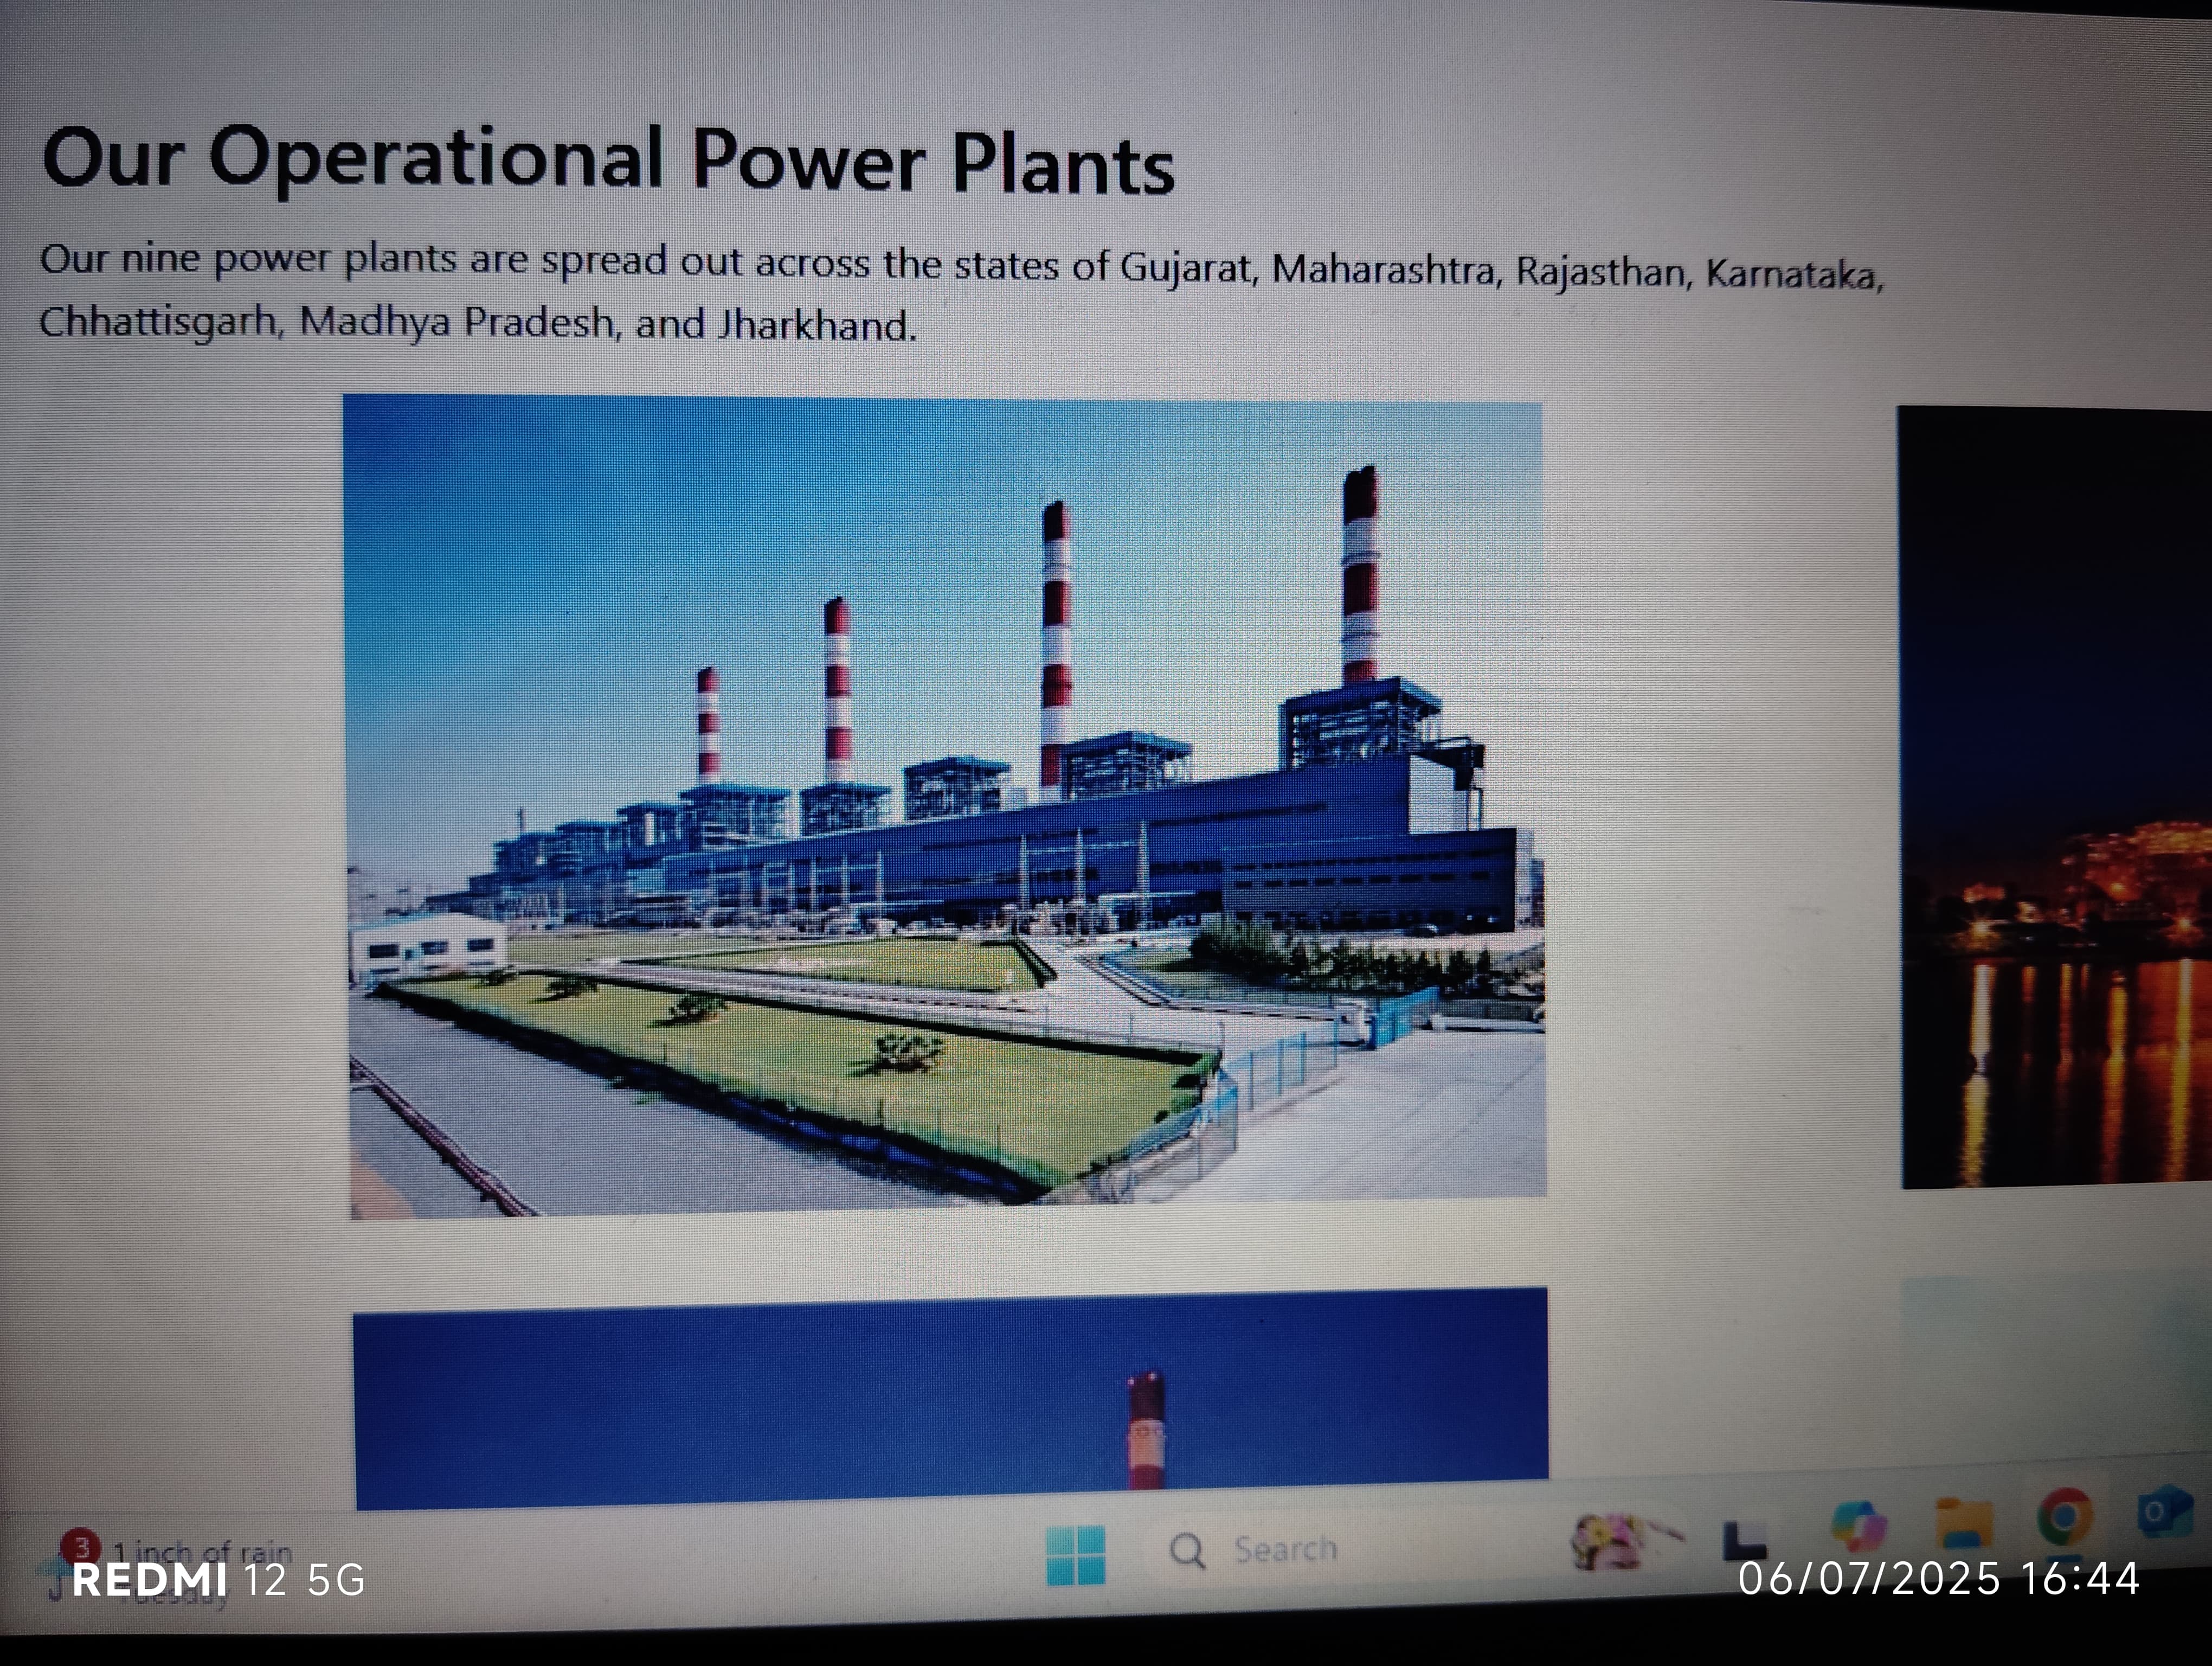 Our Operational Power Plants
Our nine power plants are spread out across the states of Gujarat, Maharashtra, Rajasthan, Karnataka,
Chhattisgarh, Madhya Pradesh, and Jharkhand.
3
1 inch of rain
Tuesday
Search
REDMI 12 5G
06/07/2025 16:44